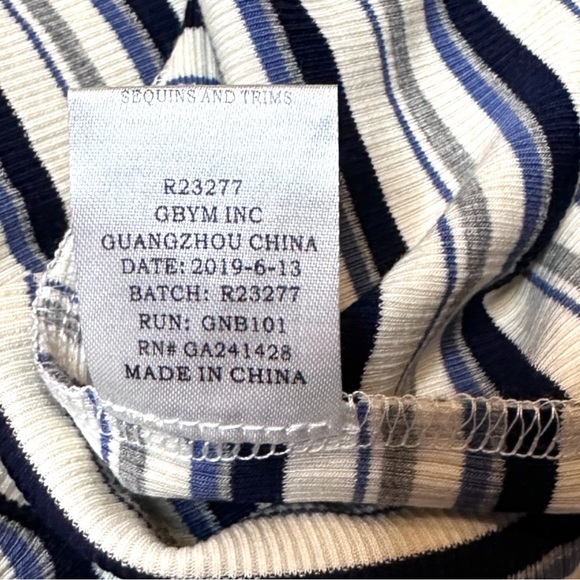 SEQUINS AND TRIMS
R23277
GBYM INC
GUANGZHOU CHINA
DATE: 2019-6-13
BATCH: R23277
RUN: GNB101
RN# GA241428
MADE IN CHINA